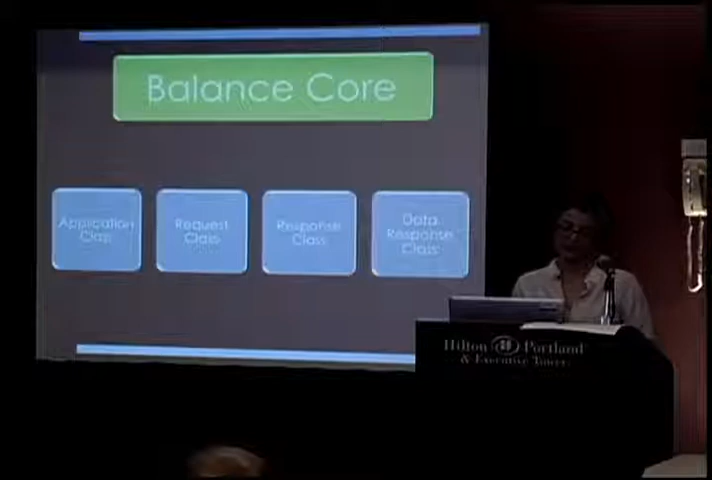 Balance Core
Application
Class
Request
Class
Response
Class
Data
Response
Class
Hilton Portland
& Executive Tower